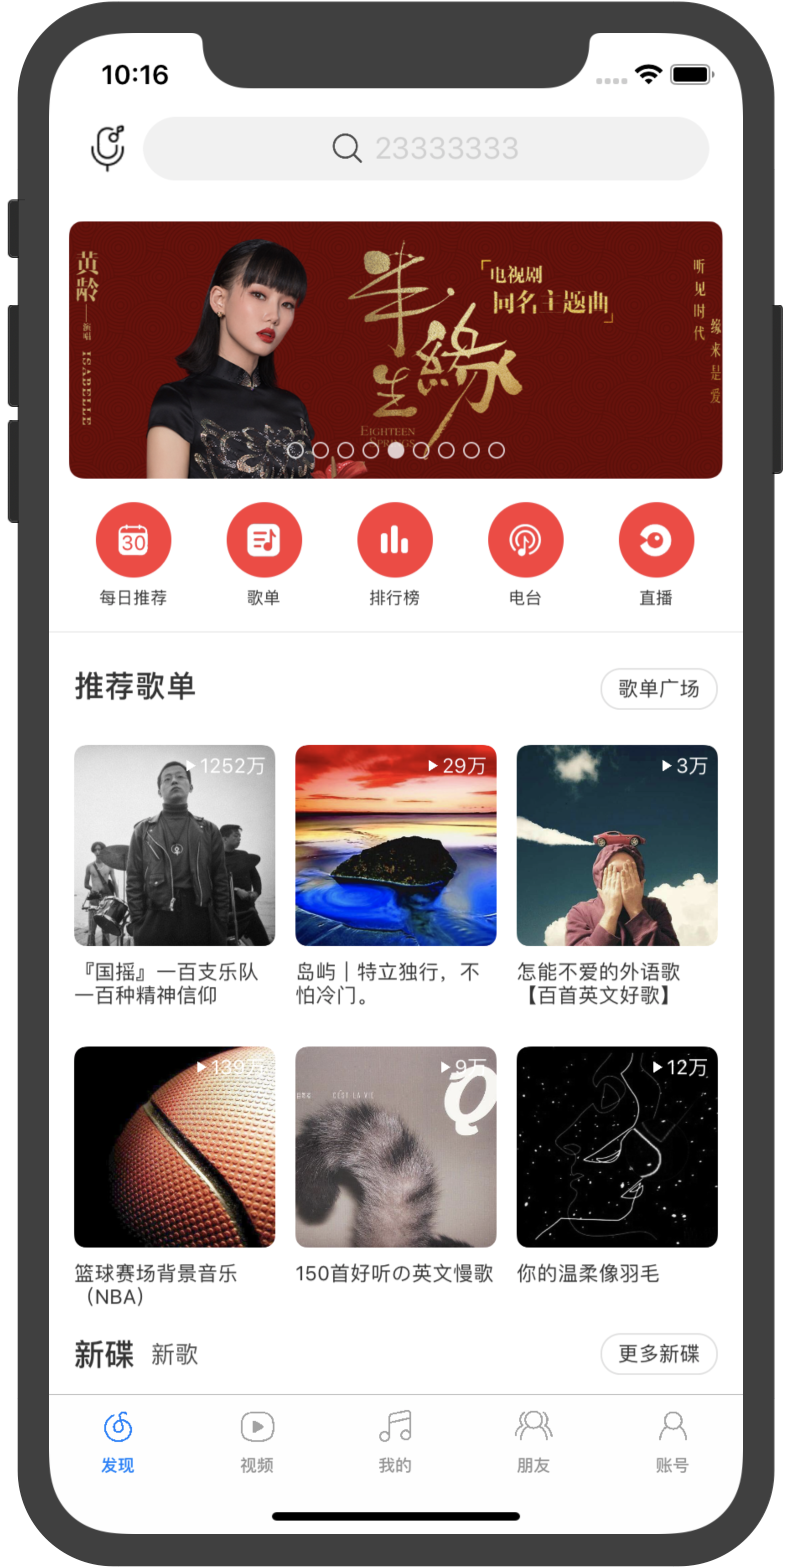 10:16
23333333
黄龄
演唱
ISABELLE
半生缘
EIGHTEEN
SPRINGS
「电视剧
同名主题曲」
听见时代
缘来是爱
30
每日推荐
歌单
排行榜
电台
直播
推荐歌单
歌单广场
1252万
29万
3万
『国摇』一百支乐队
一百种精神信仰
岛屿｜特立独行，不
怕冷门。
怎能不爱的外语歌
【百首英文好歌】
139万
9万
12万
C'EST LA VIE
Q
篮球赛场背景音乐
（NBA）
150首好听の英文慢歌
你的温柔像羽毛
新碟
新歌
更多新碟
发现
视频
我的
朋友
账号